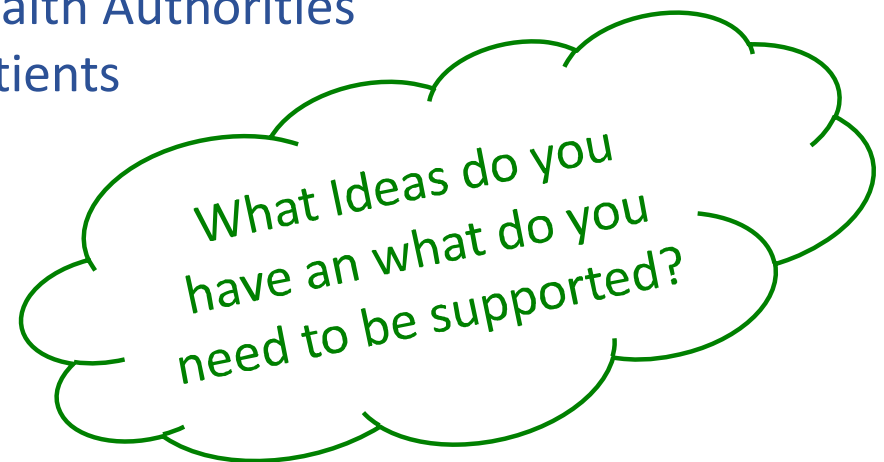 alth Authorities
tients
What Ideas do you
have an what do you
need to be supported?